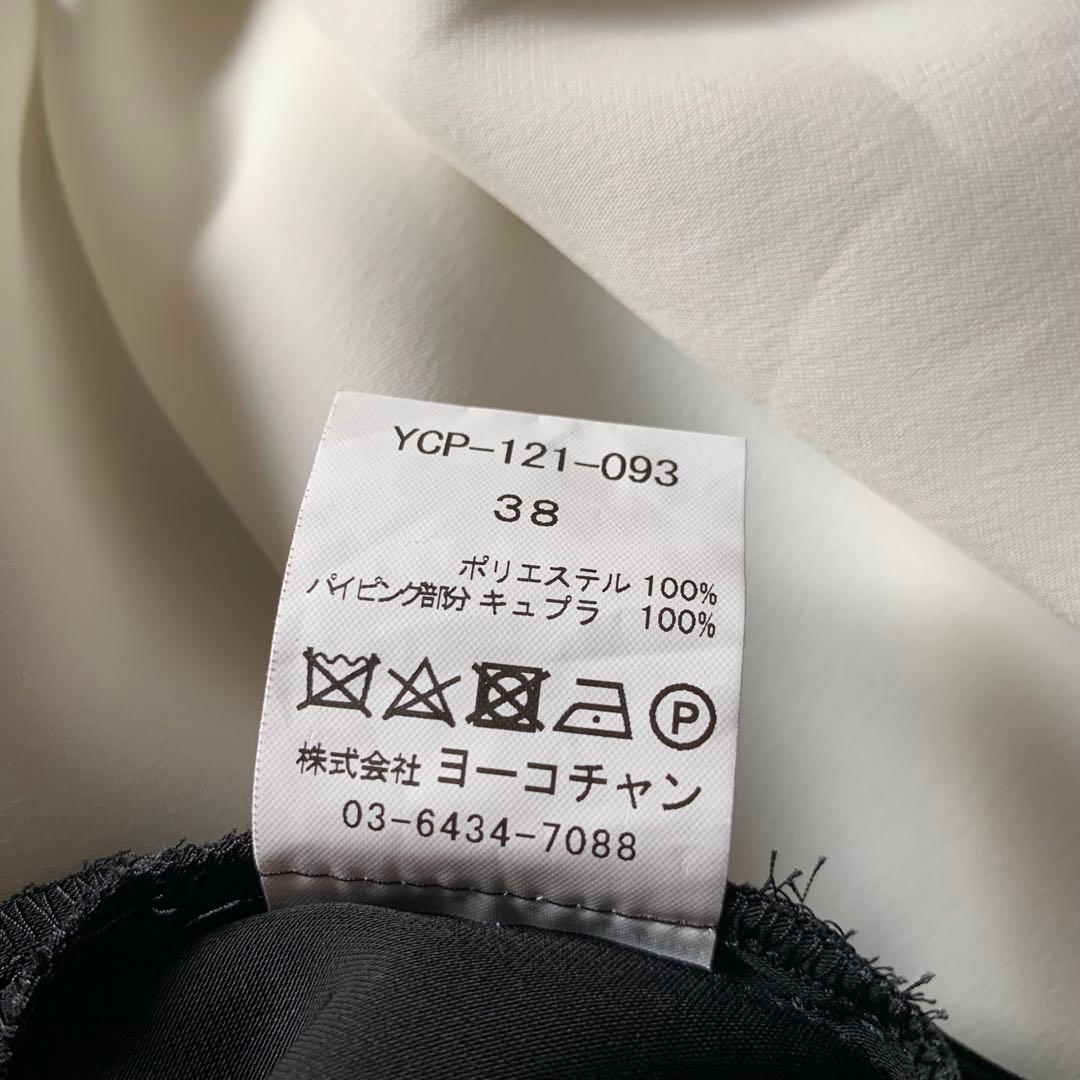 YCP-121-093
38
ポリエステル 100%
パイピング部分 キュプラ 100%
P
株式会社 ヨーコチャン
03-6434-7088